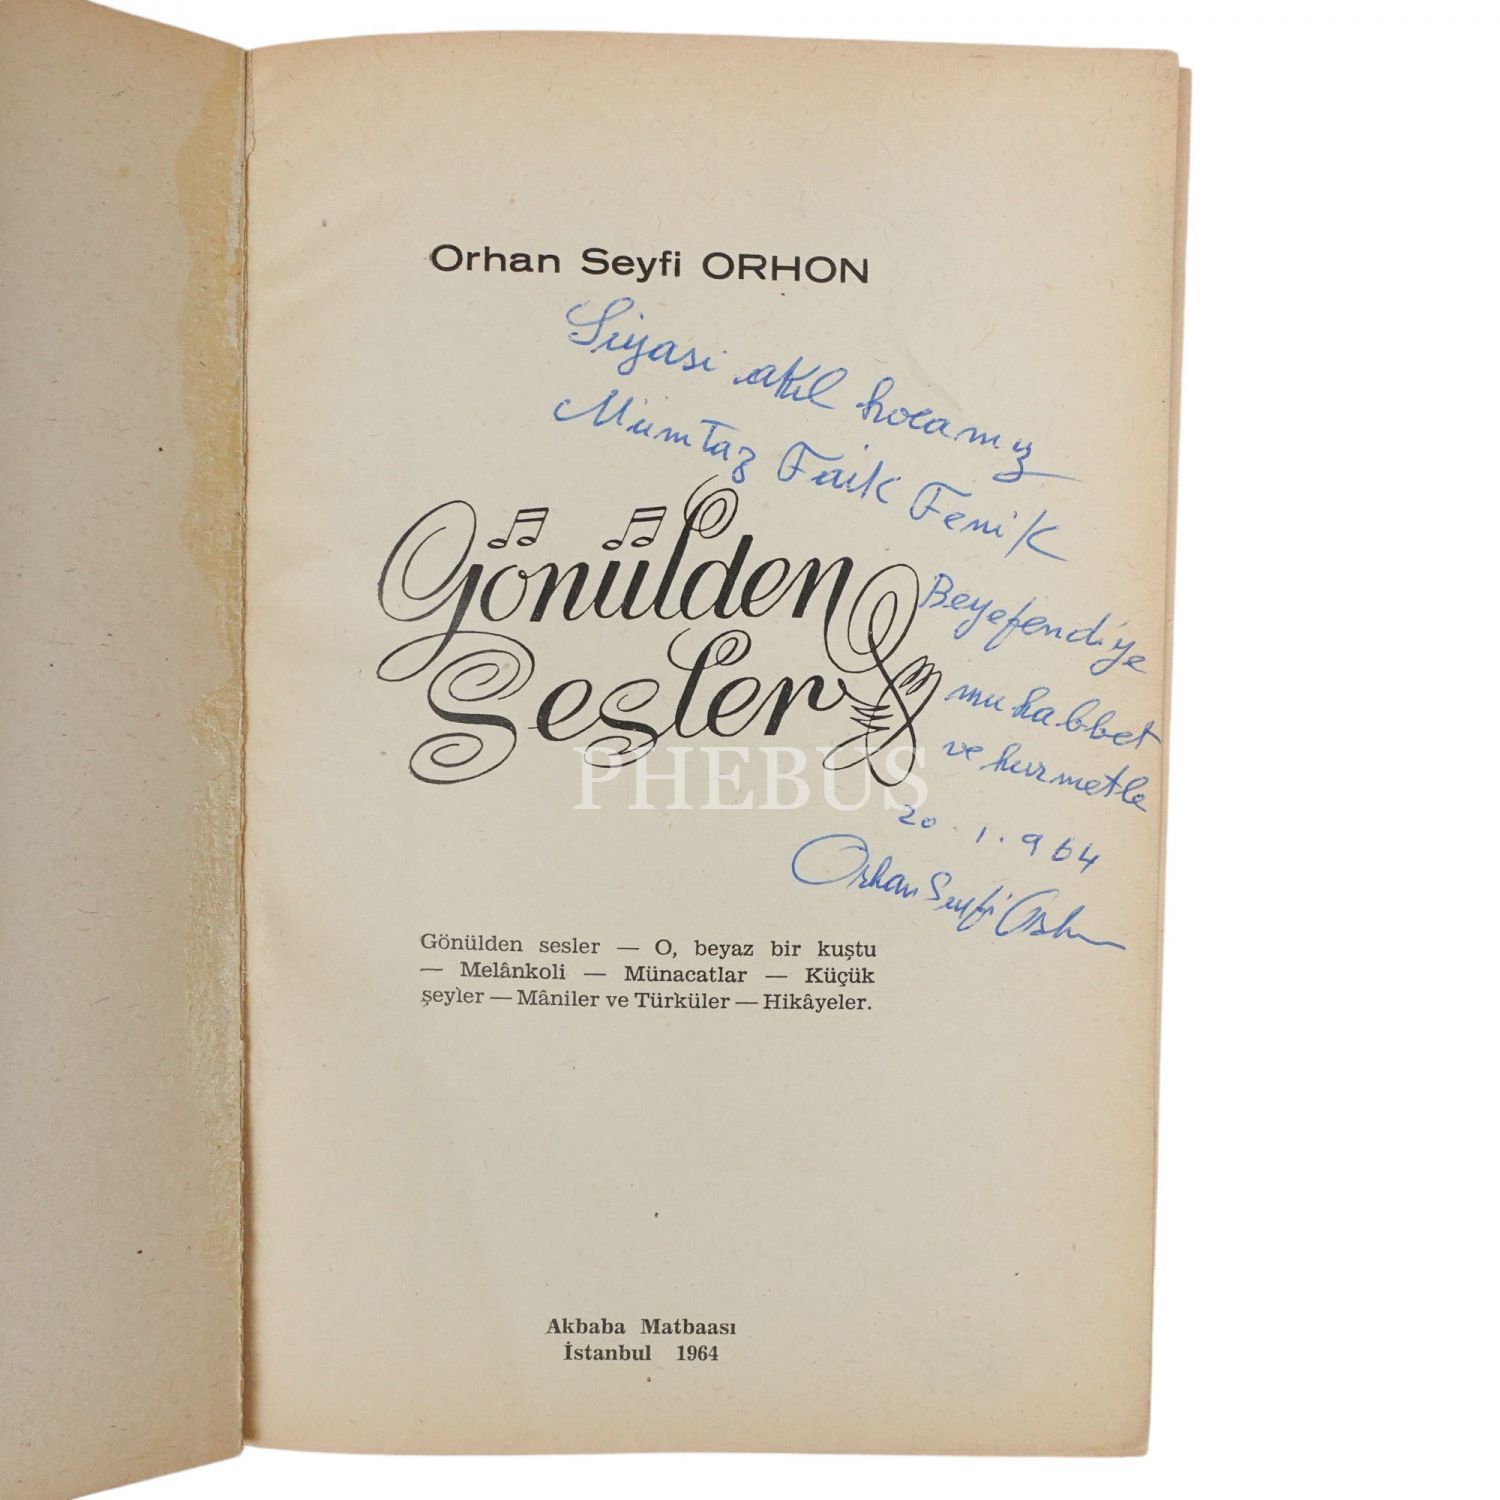 Orhan Seyfi ORHON
Siyasi akıl hocamız
Mümtaz Faik Fenik
Gönülden
Sesler
Beyefendiye
muhabbet
ve hürmetle
20.1.964
Orhan Seyfi Orhon
PHEBUS
Gönülden sesler — O, beyaz bir kuştu
— Melânkoli — Münacatlar — Küçük
şeyler — Mâniler ve Türküler — Hikâyeler.
Akbaba Matbaası
İstanbul 1964